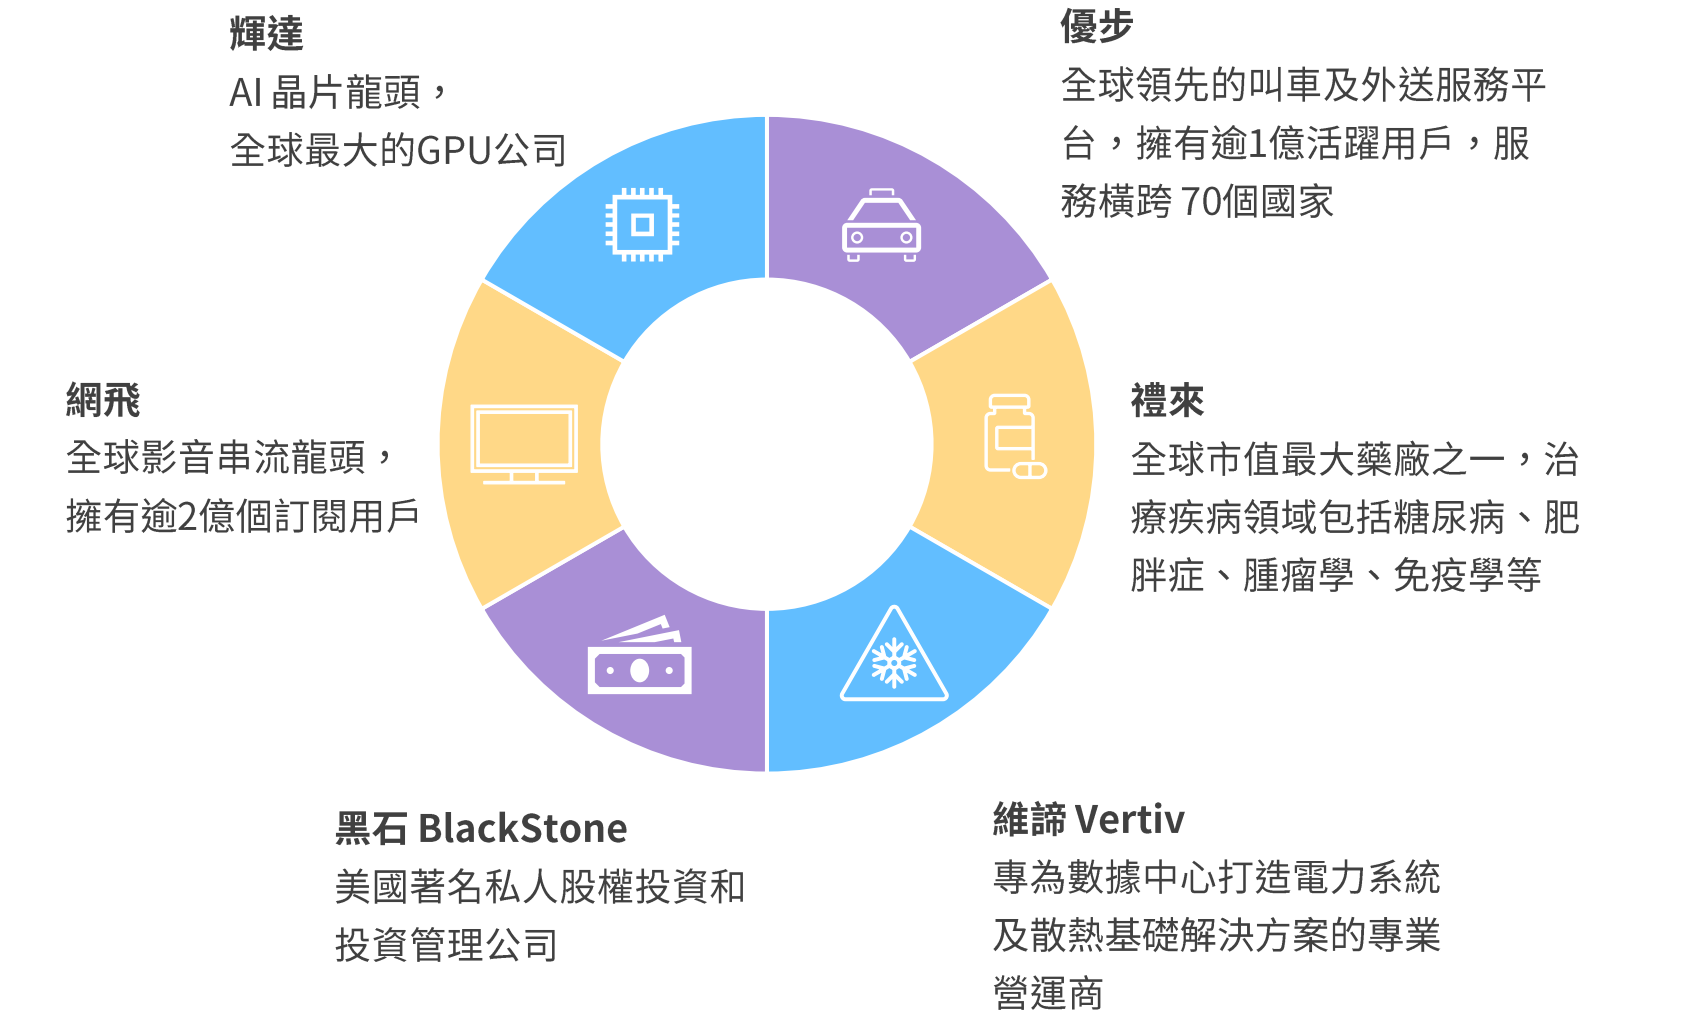 輝達
AI 晶片龍頭，
全球最大的GPU公司
優步
全球領先的叫車及外送服務平
台，擁有逾1億活躍用戶，服
務橫跨 70個國家
網飛
全球影音串流龍頭，
擁有逾2億個訂閱用戶
禮來
全球市值最大藥廠之一，治
療疾病領域包括糖尿病、肥
胖症、腫瘤學、免疫學等
黑石 BlackStone
美國著名私人股權投資和
投資管理公司
維諦 Vertiv
專為數據中心打造電力系統
及散熱基礎解決方案的專業
營運商